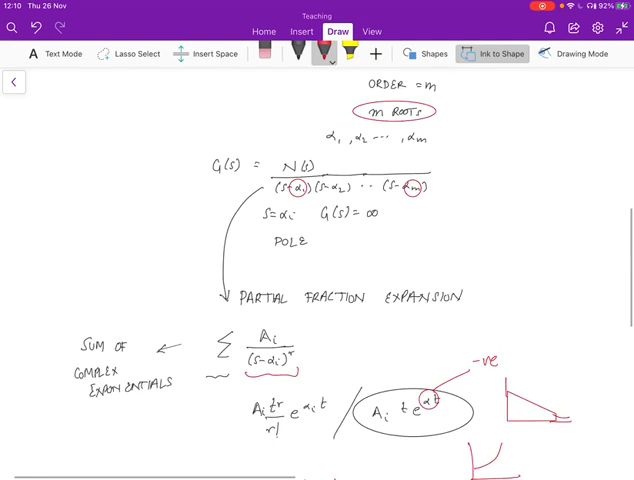 12:10 Thu 26 Nov
Teaching
92%
Home Insert Draw View
Text Mode Lasso Select Insert Space Shapes Ink to Shape Drawing Mode
ORDER = m
m ROOTS
α1 , α2 ... , αm
G(s) = N(s)
(s-αi)(s-α2) .. (s-αm)
s=αi G(s) = ∞
POLE
PARTIAL FRACTION EXPANSION
SUM OF
COMPLEX
EXPONENTIALS
Σ Ai
(s-αi)^r
-ve
Ai t^r e^αit / Ai t e^αt
r!